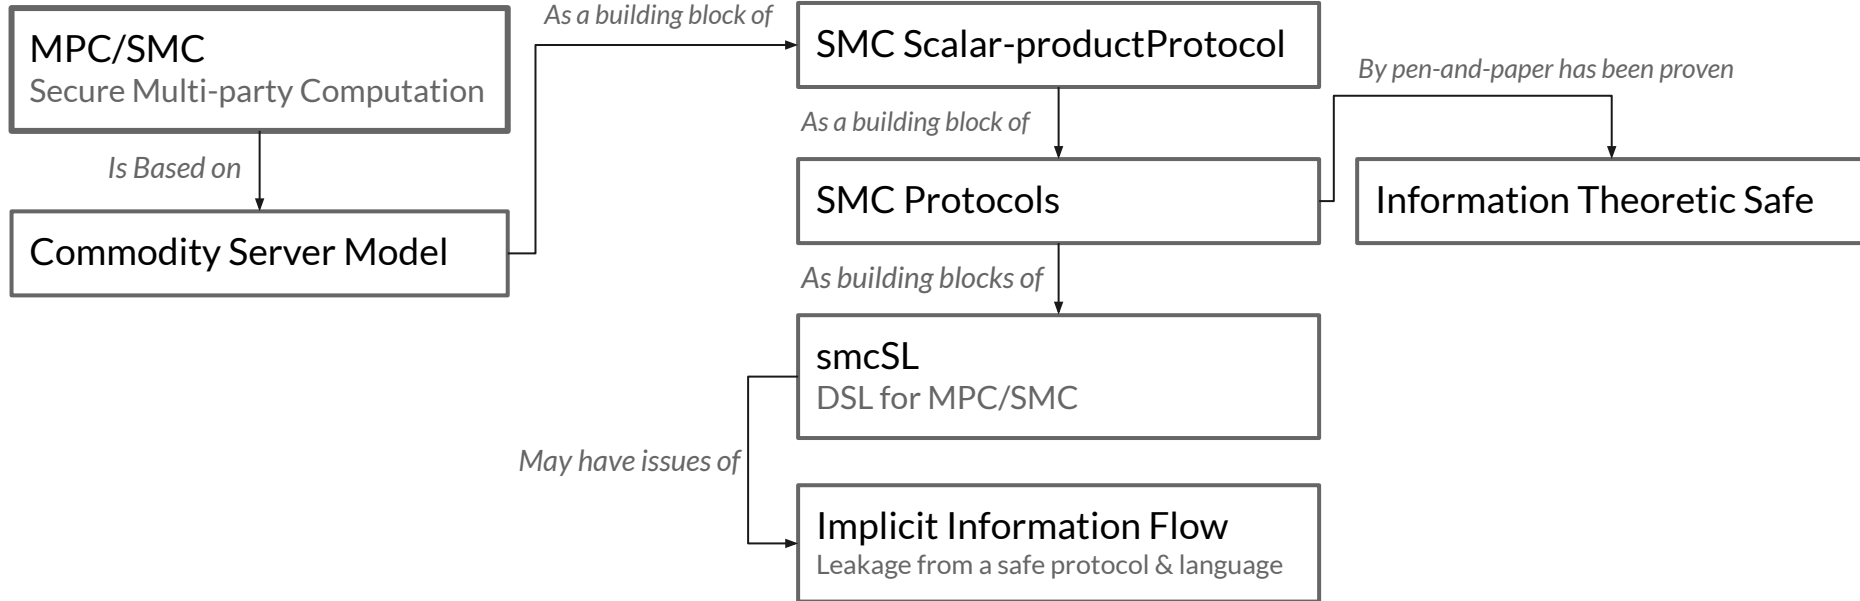 MPC/SMC
Secure Multi-party Computation
Is Based on
Commodity Server Model
As a building block of
SMC Scalar-productProtocol
As a building block of
By pen-and-paper has been proven
SMC Protocols
Information Theoretic Safe
As building blocks of
smcSL
DSL for MPC/SMC
May have issues of
Implicit Information Flow
Leakage from a safe protocol & language